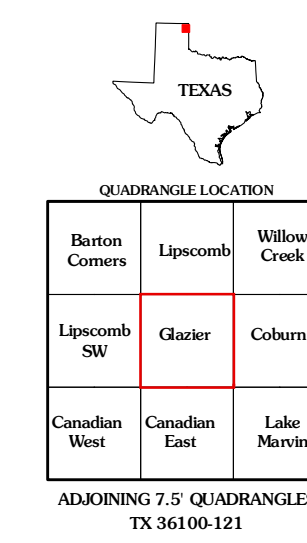 TEXAS
QUADRANGLE LOCATION
Barton
Corners
Lipscomb
Willow
Creek
Lipscomb
SW
Glazier
Coburn
Canadian
West
Canadian
East
Lake
Marvin
ADJOINING 7.5' QUADRANGLES
TX 36100-121